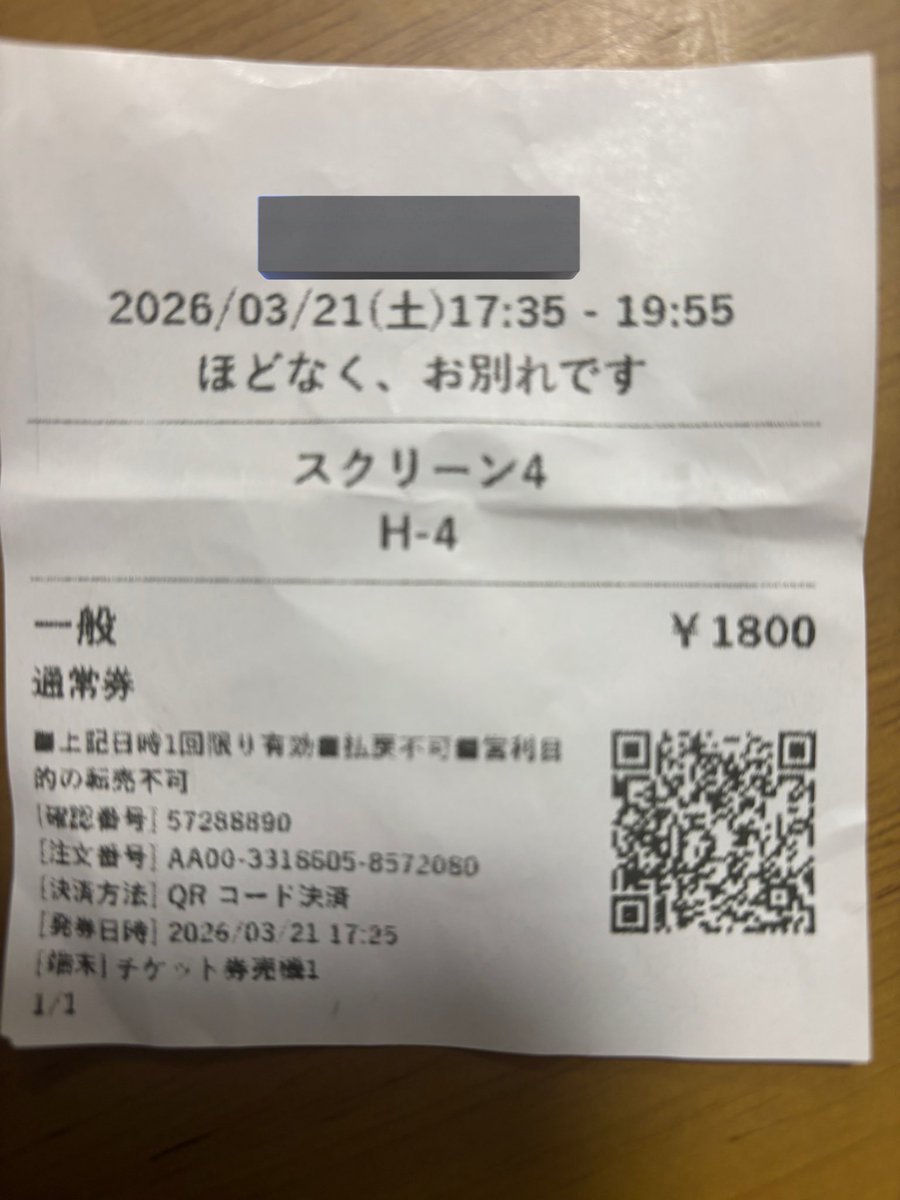 2026/03/21(土)17:35 - 19:55
ほどなく、お別れです
スクリーン4
H-4
一般 ¥1800
通常券
■上記日時1回限り有効■払戻不可■営利目
的の転売不可
[確認番号] 57288890
[注文番号] AA00-3318605-8572080
[決済方法] QR コード決済
[発券日時] 2026/03/21 17:25
[端末] チケット券売機1
1/1